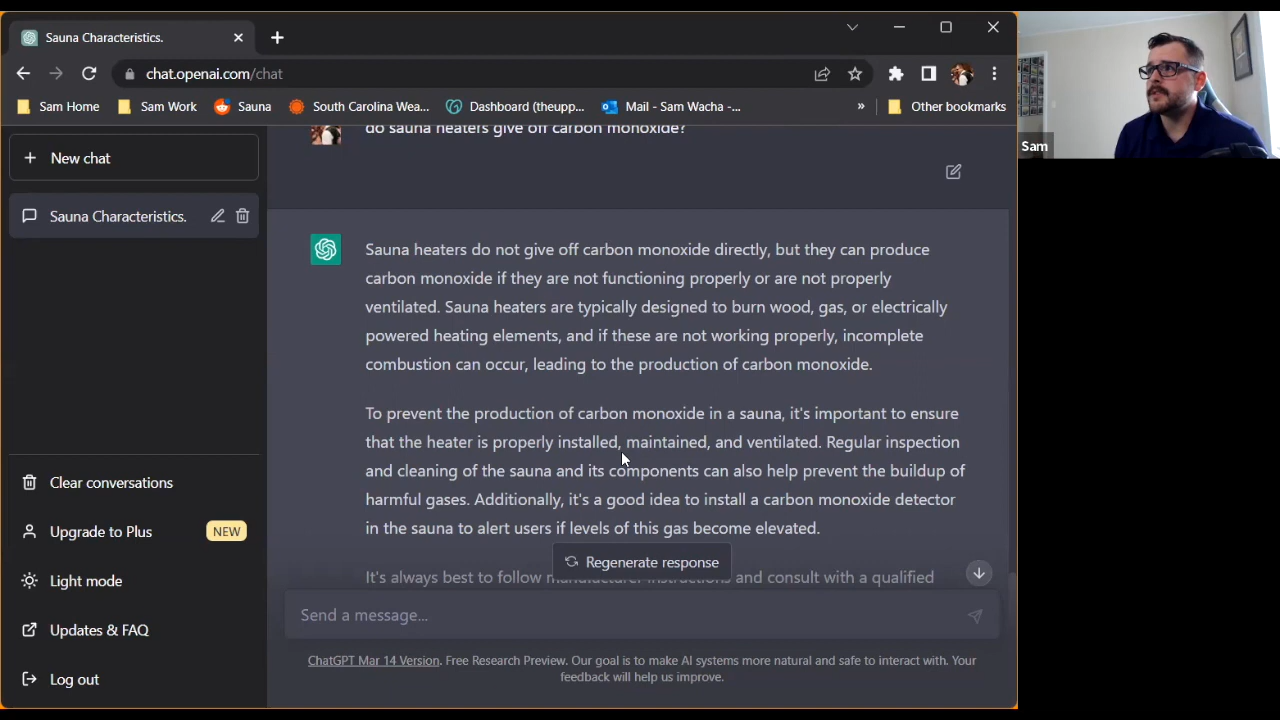 Sauna Characteristics.
chat.openai.com/chat
Sam Home
Sam Work
Sauna
South Carolina Wea...
Dashboard (theupp...
Mail - Sam Wacha -...
»
Other bookmarks
Sam
New chat
Sauna Characteristics.
do sauna heaters give off carbon monoxide?
Sauna heaters do not give off carbon monoxide directly, but they can produce
carbon monoxide if they are not functioning properly or are not properly
ventilated. Sauna heaters are typically designed to burn wood, gas, or electrically
powered heating elements, and if these are not working properly, incomplete
combustion can occur, leading to the production of carbon monoxide.
To prevent the production of carbon monoxide in a sauna, it's important to ensure
that the heater is properly installed, maintained, and ventilated. Regular inspection
and cleaning of the sauna and its components can also help prevent the buildup of
harmful gases. Additionally, it's a good idea to install a carbon monoxide detector
in the sauna to alert users if levels of this gas become elevated.
It's always best to follow manufacturer instructions and consult with a qualified
Regenerate response
Send a message...
ChatGPT Mar 14 Version. Free Research Preview. Our goal is to make AI systems more natural and safe to interact with. Your
feedback will help us improve.
Clear conversations
Upgrade to Plus
NEW
Light mode
Updates & FAQ
Log out